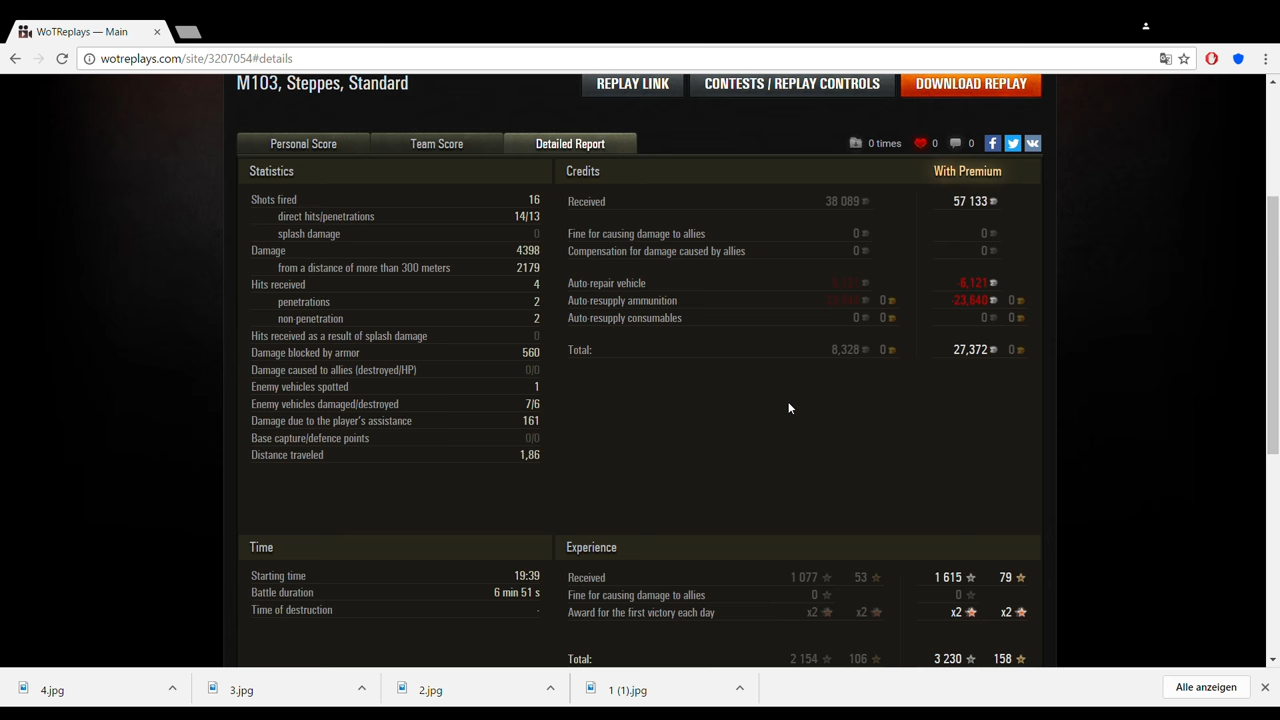 WoTReplays — Main
wotreplays.com/site/3207054#details
M103, Steppes, Standard
REPLAY LINK
CONTESTS / REPLAY CONTROLS
DOWNLOAD REPLAY
Personal Score
Team Score
Detailed Report
0 times 0 0
Statistics
Shots fired 16
direct hits/penetrations 14/13
splash damage 0
Damage 4398
from a distance of more than 300 meters 2179
Hits received 4
penetrations 2
non-penetration 2
Hits received as a result of splash damage 0
Damage blocked by armor 560
Damage caused to allies (destroyed/HP) 0/0
Enemy vehicles spotted 1
Enemy vehicles damaged/destroyed 7/6
Damage due to the player's assistance 161
Base capture/defence points 0/0
Distance traveled 1,86
Credits With Premium
Received 38 089 57 133
Fine for causing damage to allies 0 0
Compensation for damage caused by allies 0 0
Auto-repair vehicle -6,121
Auto-resupply ammunition 0 -23,640 0
Auto-resupply consumables 0 0 0 0
Total: 8,328 0 27,372 0
Time
Starting time 19:39
Battle duration 6 min 51 s
Time of destruction -
Experience
Received 1 077 53 1 615 79
Fine for causing damage to allies 0 0
Award for the first victory each day x2 x2 x2 x2
Total: 2 154 106 3 230 158
4.jpg
3.jpg
2.jpg
1 (1).jpg
Alle anzeigen